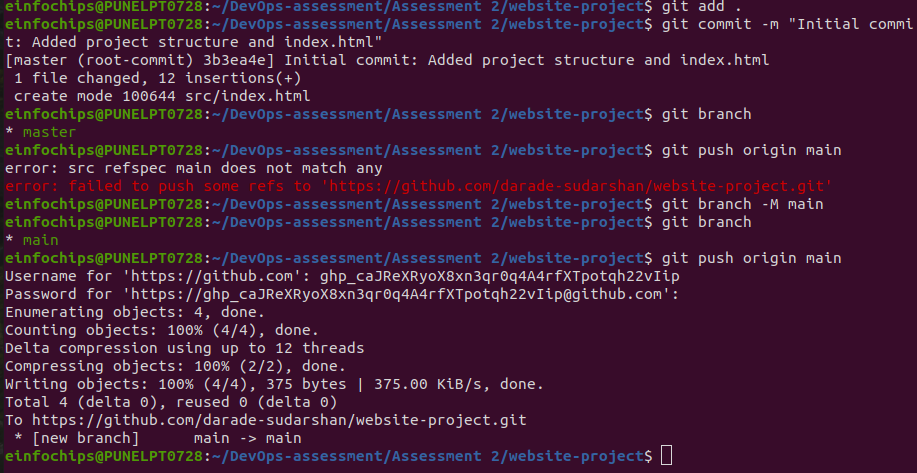 einfochips@PUNELPT0728:~/DevOps-assessment/Assessment 2/website-project$ git add .
einfochips@PUNELPT0728:~/DevOps-assessment/Assessment 2/website-project$ git commit -m "Initial commi
t: Added project structure and index.html"
[master (root-commit) 3b3ea4e] Initial commit: Added project structure and index.html
 1 file changed, 12 insertions(+)
 create mode 100644 src/index.html
einfochips@PUNELPT0728:~/DevOps-assessment/Assessment 2/website-project$ git branch
* master
einfochips@PUNELPT0728:~/DevOps-assessment/Assessment 2/website-project$ git push origin main
error: src refspec main does not match any
error: failed to push some refs to 'https://github.com/darade-sudarshan/website-project.git'
einfochips@PUNELPT0728:~/DevOps-assessment/Assessment 2/website-project$ git branch -M main
einfochips@PUNELPT0728:~/DevOps-assessment/Assessment 2/website-project$ git branch
* main
einfochips@PUNELPT0728:~/DevOps-assessment/Assessment 2/website-project$ git push origin main
Username for 'https://github.com': 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
Password for 'https://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@github.com':
Enumerating objects: 4, done.
Counting objects: 100% (4/4), done.
Delta compression using up to 12 threads
Compressing objects: 100% (2/2), done.
Writing objects: 100% (4/4), 375 bytes | 375.00 KiB/s, done.
Total 4 (delta 0), reused 0 (delta 0)
To https://github.com/darade-sudarshan/website-project.git
 * [new branch]      main -> main
einfochips@PUNELPT0728:~/DevOps-assessment/Assessment 2/website-project$